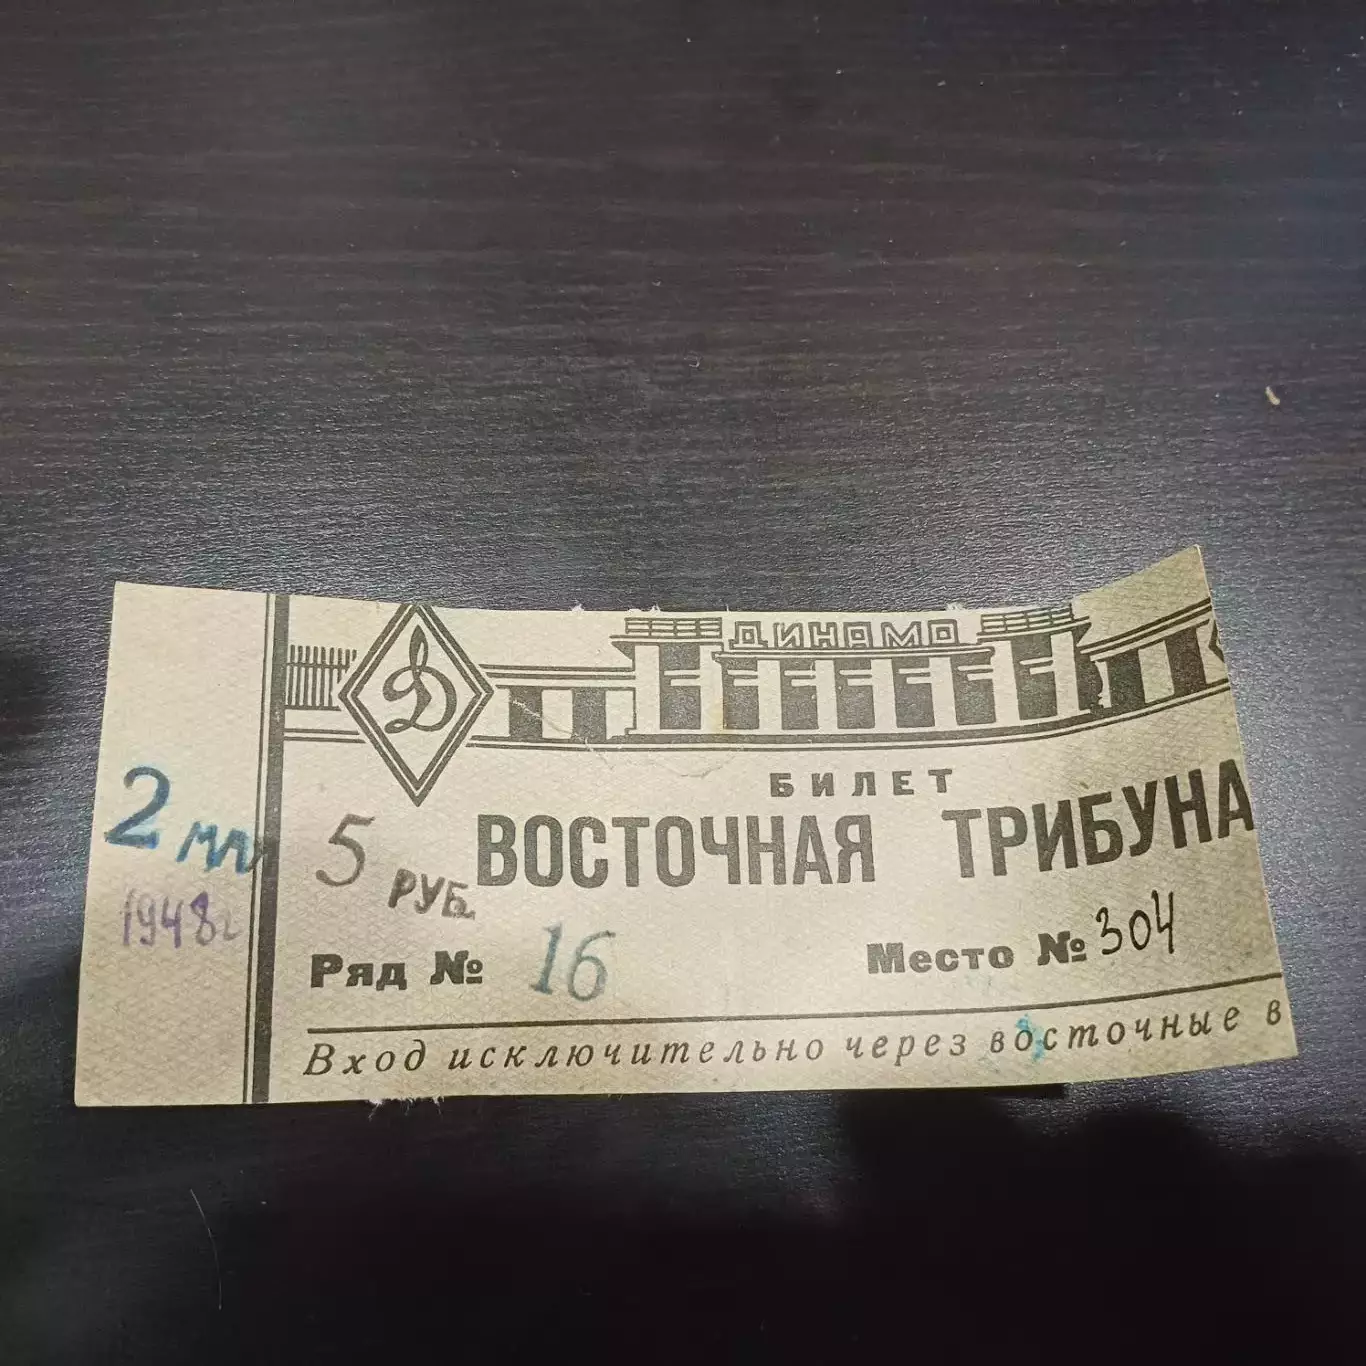 ДИНАМО
БИЛЕТ
2 мая
1948г
5 РУБ.
ВОСТОЧНАЯ ТРИБУНА
Ряд № 16
Место № 304
Вход исключительно через восточные в